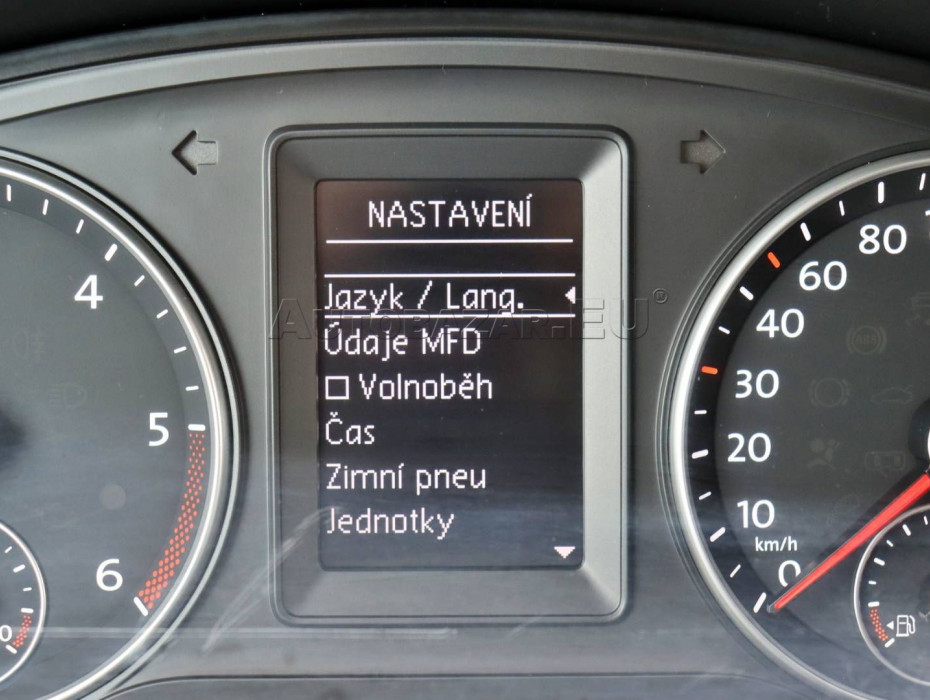 NASTAVENÍ
Jazyk / Lang.
Údaje MFD
Volnoběh
Čas
Zimní pneu
Jednotky
AUTOBAZAR.EU
4
5
6
80
60
40
30
20
10
km/h
0